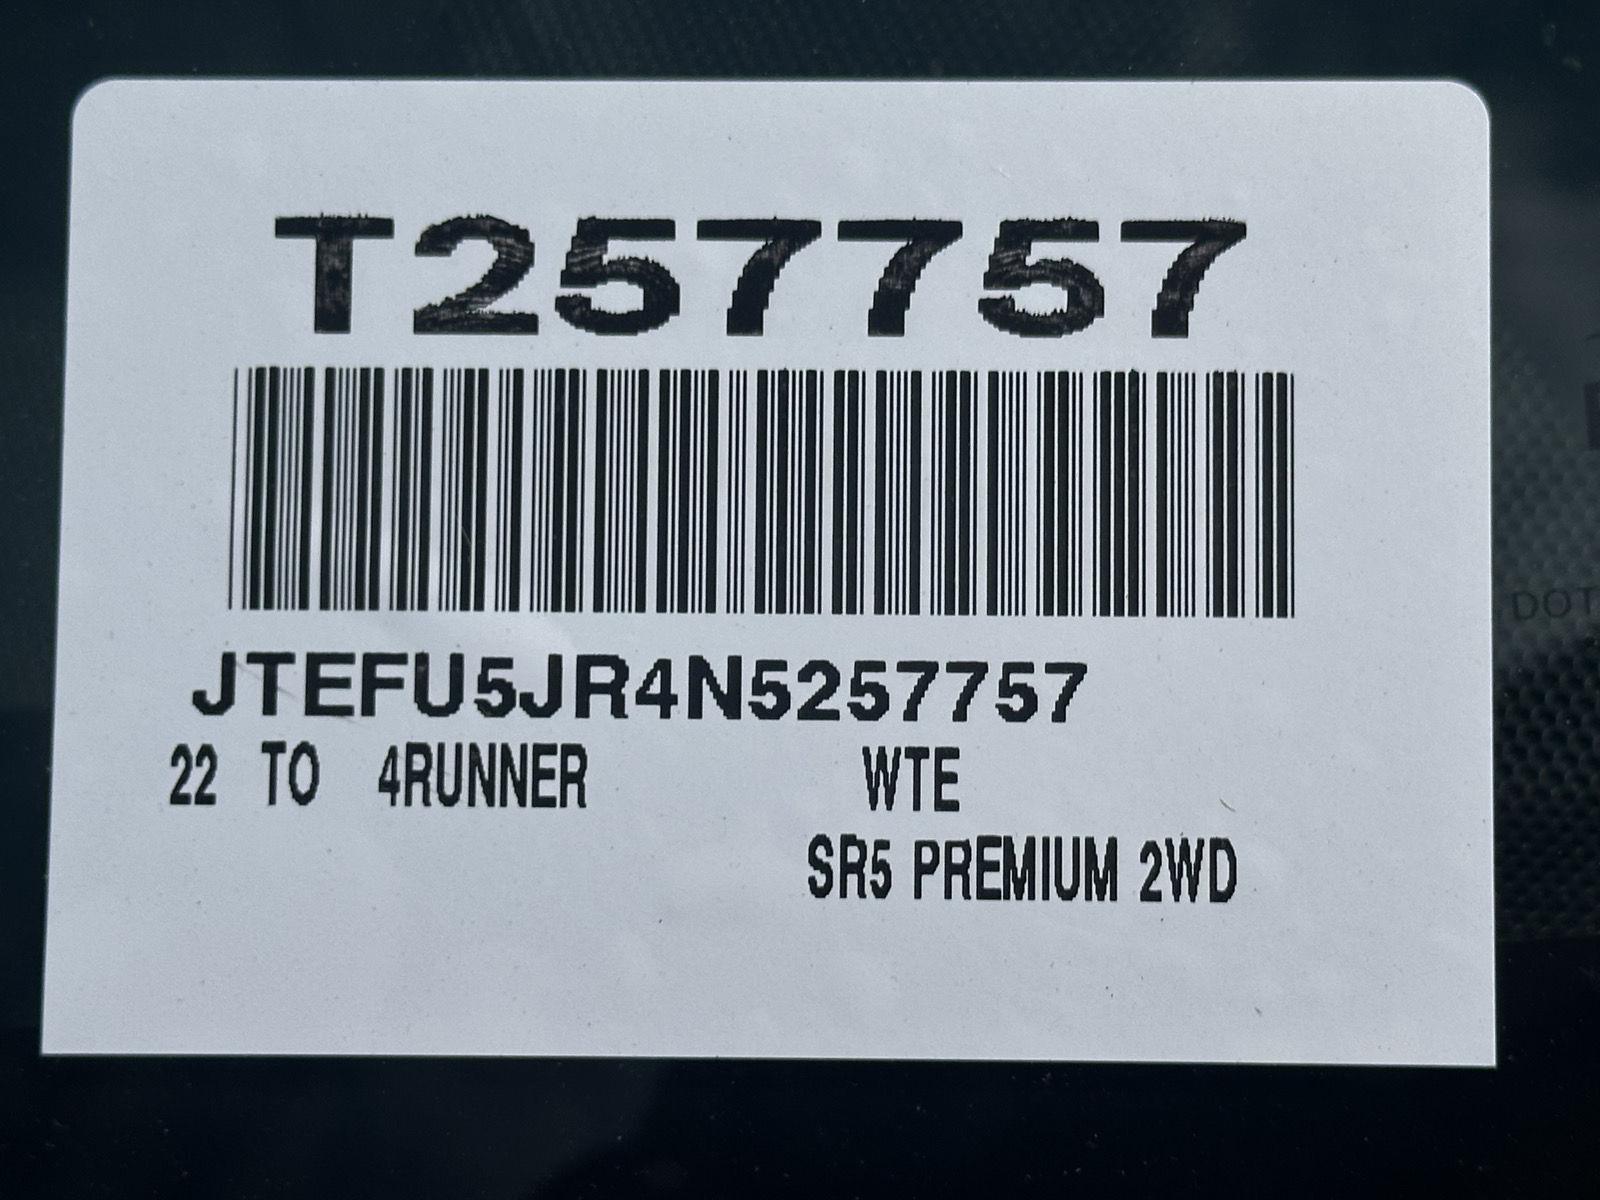 T257757
JTEFU5JR4N5257757
22 TO 4RUNNER WTE
SR5 PREMIUM 2WD
DOT